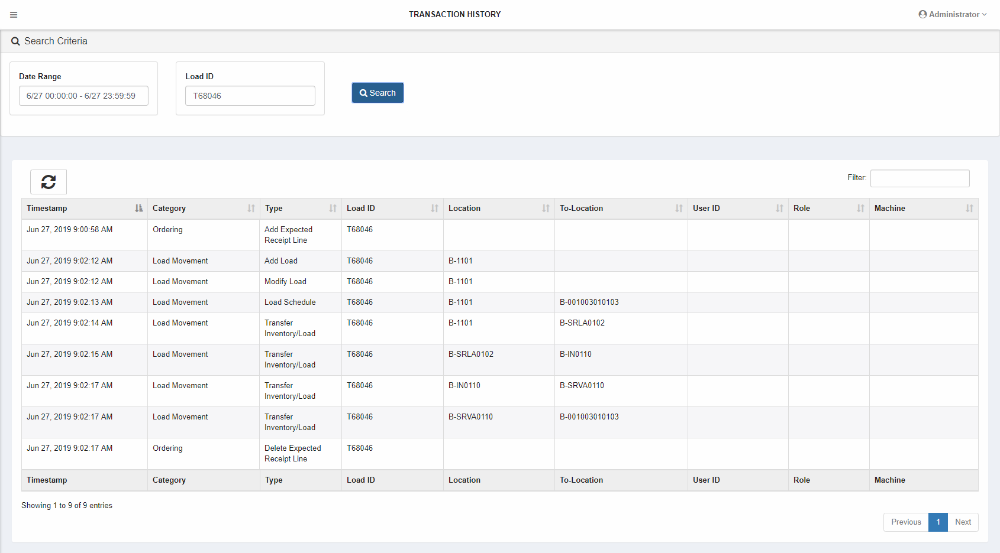 TRANSACTION HISTORY
Administrator
Search Criteria
Date Range
6/27 00:00:00 - 6/27 23:59:59
Load ID
T68046
Search
Filter:
Timestamp Category Type Load ID Location To-Location User ID Role Machine
Jun 27, 2019 9:00:58 AM Ordering Add Expected T68046
Receipt Line
Jun 27, 2019 9:02:12 AM Load Movement Add Load T68046 B-1101
Jun 27, 2019 9:02:12 AM Load Movement Modify Load T68046 B-1101
Jun 27, 2019 9:02:13 AM Load Movement Load Schedule T68046 B-1101 B-001003010103
Jun 27, 2019 9:02:14 AM Load Movement Transfer T68046 B-1101 B-SRLA0102
Inventory/Load
Jun 27, 2019 9:02:15 AM Load Movement Transfer T68046 B-SRLA0102 B-IN0110
Inventory/Load
Jun 27, 2019 9:02:17 AM Load Movement Transfer T68046 B-IN0110 B-SRVA0110
Inventory/Load
Jun 27, 2019 9:02:17 AM Load Movement Transfer T68046 B-SRVA0110 B-001003010103
Inventory/Load
Jun 27, 2019 9:02:17 AM Ordering Delete Expected T68046
Receipt Line
Timestamp Category Type Load ID Location To-Location User ID Role Machine
Showing 1 to 9 of 9 entries
Previous 1 Next